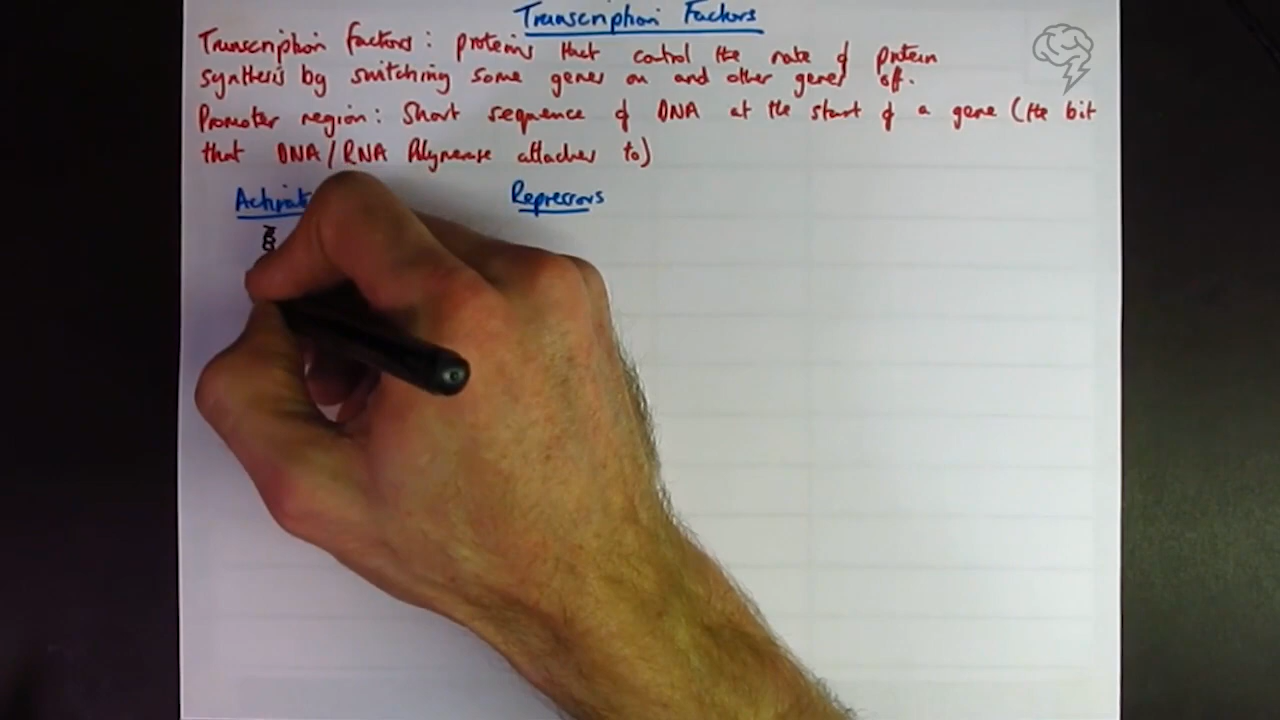 Transcription Factors
Transcription factors : proteins that control the rate of protein
synthesis by switching some genes on and other genes off.
Promoter region : Short sequence of DNA at the start of a gene (the bit
that DNA/RNA Polymerase attaches to)
Activat
Repressors